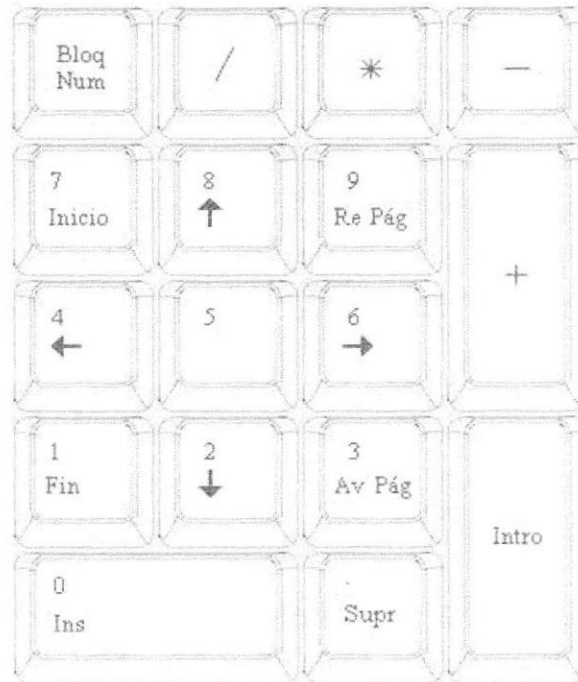 Bloq
Num
/
*
−
7
Inicio
8
↑
9
Re Pág
+
4
←
5
6
→
1
Fin
2
↓
3
Av Pág
Intro
0
Ins
.
Supr